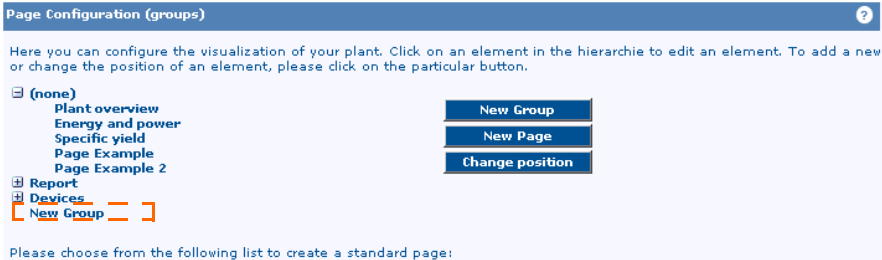 Page Configuration (groups)
?
Here you can configure the visualization of your plant. Click on an element in the hierarchie to edit an element. To add a new
or change the position of an element, please click on the particular button.
(none)
Plant overview
Energy and power
Specific yield
Page Example
Page Example 2
Report
Devices
New Group
New Group
New Page
Change position
Please choose from the following list to create a standard page: